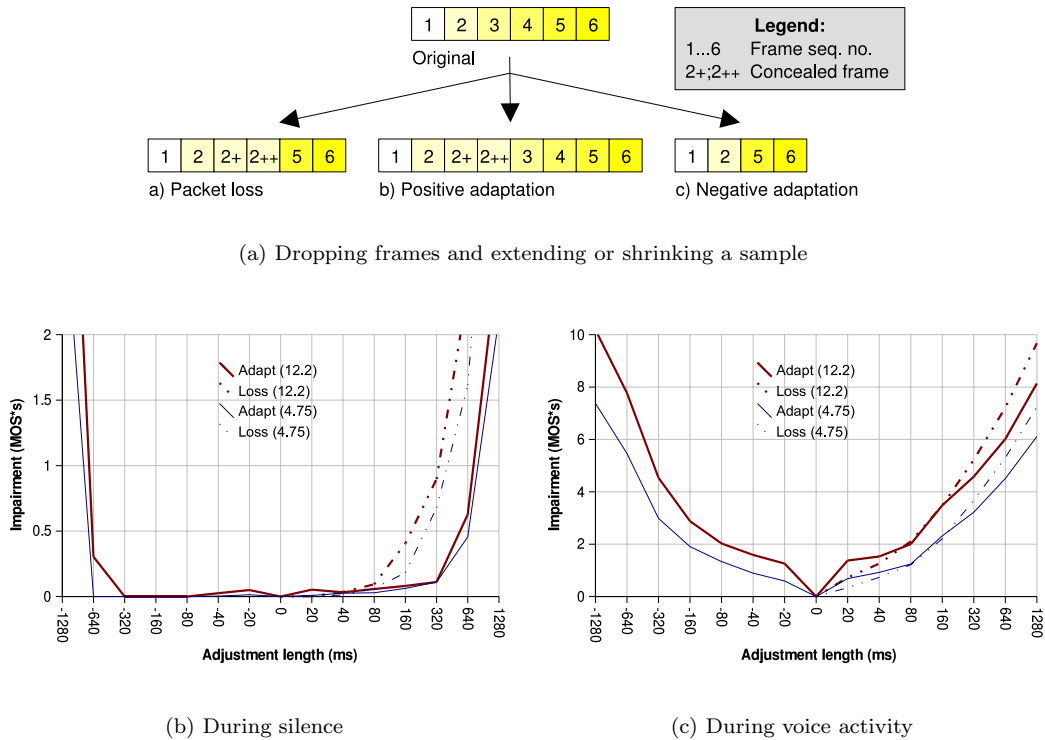 1 2 3 4 5 6
Original
Legend:
1...6 Frame seq. no.
2+;2++ Concealed frame
1 2 2+ 2++ 5 6
a) Packet loss
1 2 2+ 2++ 3 4 5 6
b) Positive adaptation
1 2 5 6
c) Negative adaptation
(a) Dropping frames and extending or shrinking a sample
Impairment (MOS*s)
2
1.5
1
0.5
0
Adapt (12.2)
Loss (12.2)
Adapt (4.75)
Loss (4.75)
-1280 -640 -320 -160 -80 -40 -20 0 20 40 80 160 320 640 1280
Adjustment length (ms)
(b) During silence
Impairment (MOS*s)
10
8
6
4
2
0
Adapt (12.2)
Loss (12.2)
Adapt (4.75)
Loss (4.75)
-1280 -640 -320 -160 -80 -40 -20 0 20 40 80 160 320 640 1280
Adjustment length (ms)
(c) During voice activity